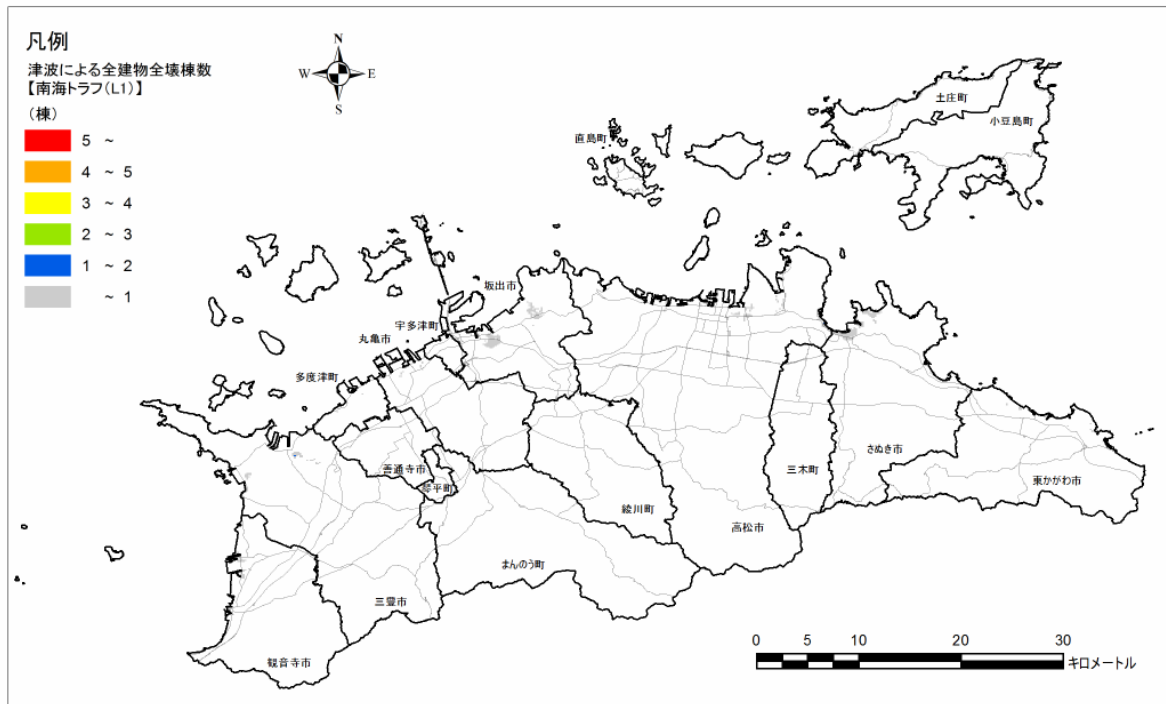 凡例
津波による全建物全壊棟数
【南海トラフ(L1)】
(棟)
5 ~
4 ~ 5
3 ~ 4
2 ~ 3
1 ~ 2
~ 1
N
W
E
S
土庄町
小豆島町
直島町
坂出市
宇多津町
丸亀市
多度津町
善通寺市
琴平町
さぬき市
三木町
東かがわ市
綾川町
高松市
まんのう町
三豊市
観音寺市
0 5 10 20 30
キロメートル